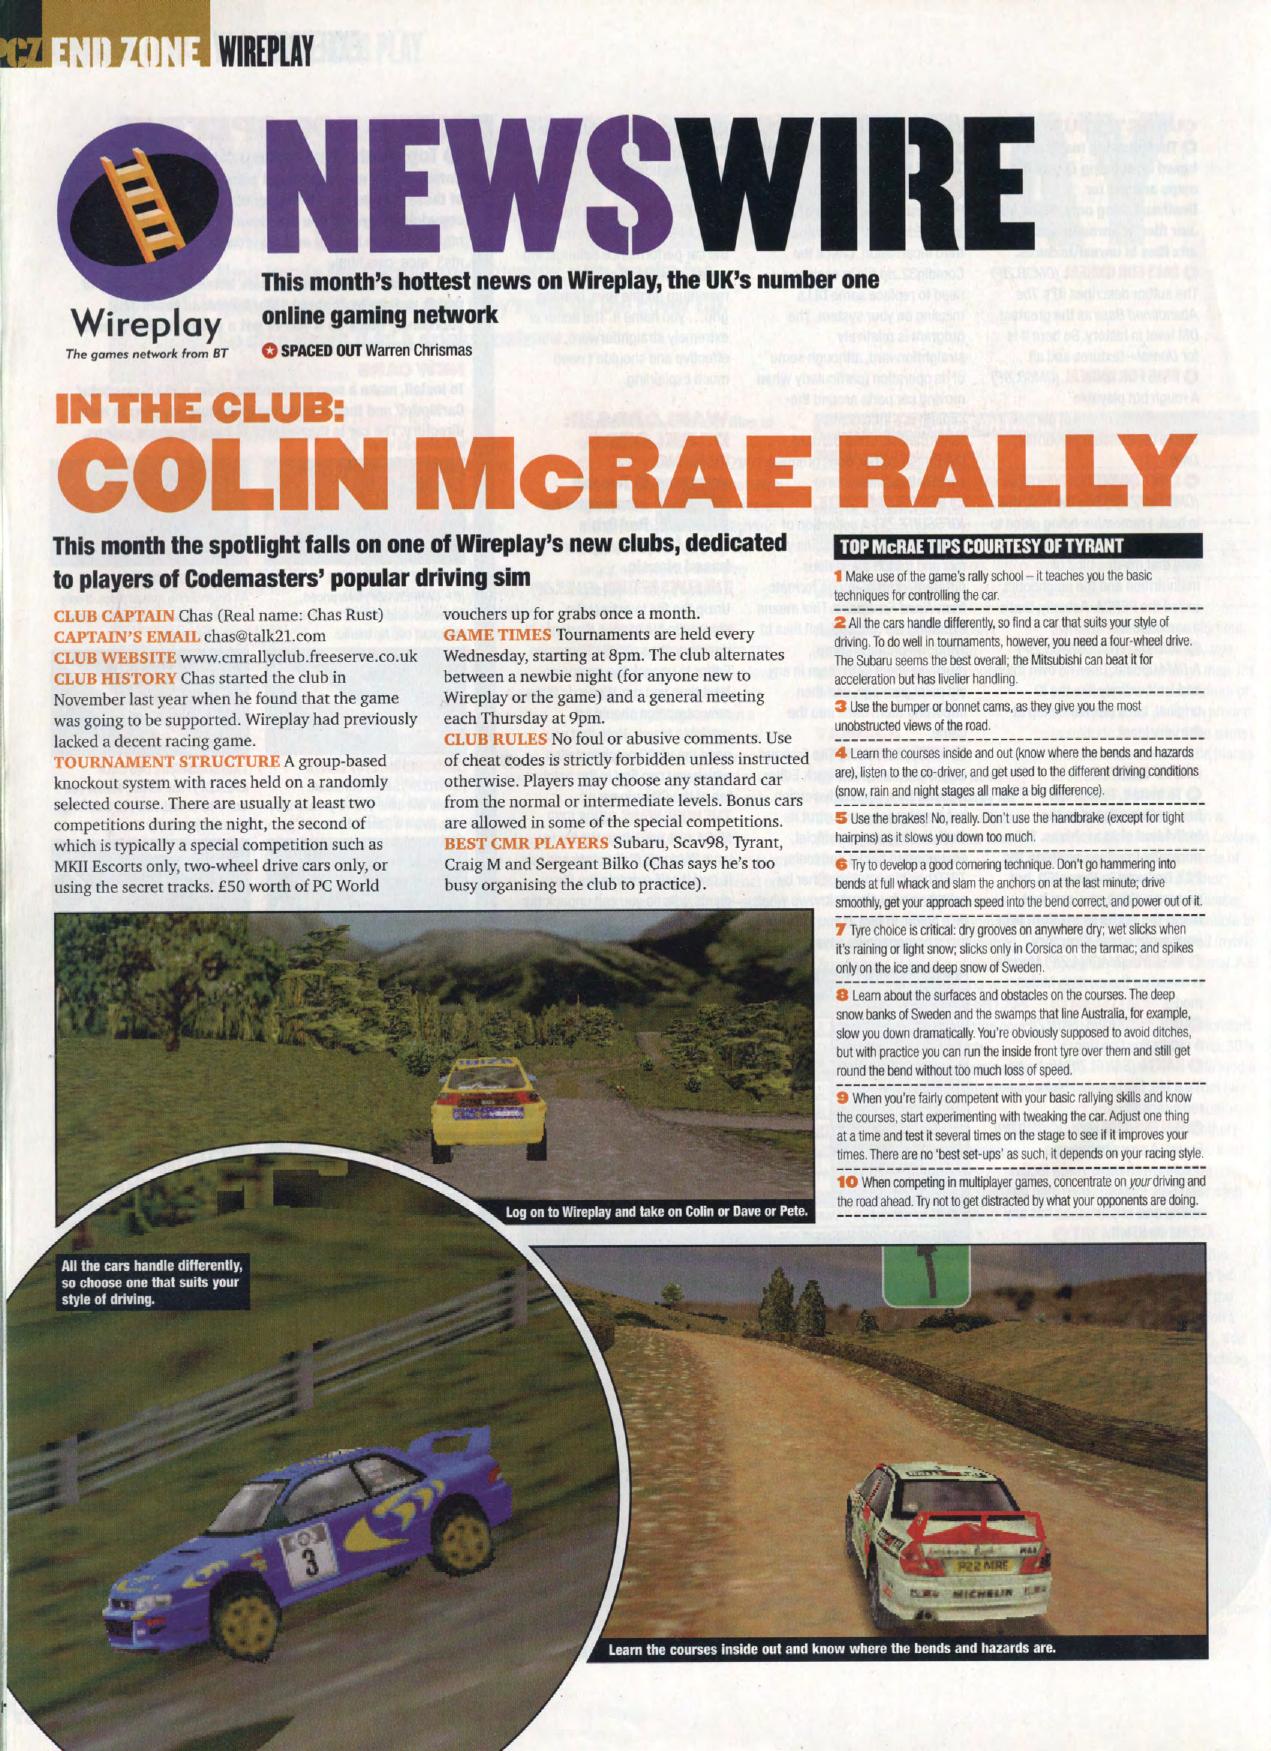 PCZ END ZONE WIREPLAY
NEWSWIRE
This month's hottest news on Wireplay, the UK's number one
online gaming network
SPACED OUT Warren Chrismas
Wireplay
The games network from BT
IN THE CLUB:
COLIN McRAE RALLY
This month the spotlight falls on one of Wireplay's new clubs, dedicated
to players of Codemasters' popular driving sim
CLUB CAPTAIN Chas (Real name: Chas Rust)
CAPTAIN'S EMAIL chas@talk21.com
CLUB WEBSITE www.cmrallyclub.freeserve.co.uk
CLUB HISTORY Chas started the club in
November last year when he found that the game
was going to be supported. Wireplay had previously
lacked a decent racing game.
TOURNAMENT STRUCTURE A group-based
knockout system with races held on a randomly
selected course. There are usually at least two
competitions during the night, the second of
which is typically a special competition such as
MKII Escorts only, two-wheel drive cars only, or
using the secret tracks. £50 worth of PC World
vouchers up for grabs once a month.
GAME TIMES Tournaments are held every
Wednesday, starting at 8pm. The club alternates
between a newbie night (for anyone new to
Wireplay or the game) and a general meeting
each Thursday at 9pm.
CLUB RULES No foul or abusive comments. Use
of cheat codes is strictly forbidden unless instructed
otherwise. Players may choose any standard car
from the normal or intermediate levels. Bonus cars
are allowed in some of the special competitions.
BEST CMR PLAYERS Subaru, Scav98, Tyrant,
Craig M and Sergeant Bilko (Chas says he's too
busy organising the club to practice).
TOP McRAE TIPS COURTESY OF TYRANT
1 Make use of the game's rally school – it teaches you the basic
techniques for controlling the car.
2 All the cars handle differently, so find a car that suits your style of
driving. To do well in tournaments, however, you need a four-wheel drive.
The Subaru seems the best overall; the Mitsubishi can beat it for
acceleration but has livelier handling.
3 Use the bumper or bonnet cams, as they give you the most
unobstructed views of the road.
4 Learn the courses inside and out (know where the bends and hazards
are), listen to the co-driver, and get used to the different driving conditions
(snow, rain and night stages all make a big difference).
5 Use the brakes! No, really. Don't use the handbrake (except for tight
hairpins) as it slows you down too much.
6 Try to develop a good cornering technique. Don't go hammering into
bends at full whack and slam the anchors on at the last minute; drive
smoothly, get your approach speed into the bend correct, and power out of it.
7 Tyre choice is critical: dry grooves on anywhere dry; wet slicks when
it's raining or light snow; slicks only in Corsica on the tarmac; and spikes
only on the ice and deep snow of Sweden.
8 Learn about the surfaces and obstacles on the courses. The deep
snow banks of Sweden and the swamps that line Australia, for example,
slow you down dramatically. You're obviously supposed to avoid ditches,
but with practice you can run the inside front tyre over them and still get
round the bend without too much loss of speed.
9 When you're fairly competent with your basic rallying skills and know
the courses, start experimenting with tweaking the car. Adjust one thing
at a time and test it several times on the stage to see if it improves your
times. There are no 'best set-ups' as such, it depends on your racing style.
10 When competing in multiplayer games, concentrate on your driving and
the road ahead. Try not to get distracted by what your opponents are doing.
IBIZA
Log on to Wireplay and take on Colin or Dave or Pete.
All the cars handle differently,
so choose one that suits your
style of driving.
3
MICHELIN
Learn the courses inside out and know where the bends and hazards are.